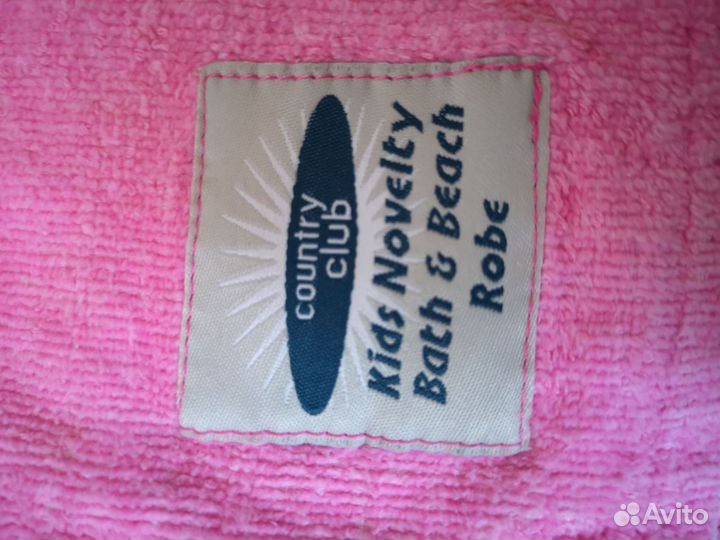 country
club
Kids Novelty
Bath & Beach
Robe
Avito